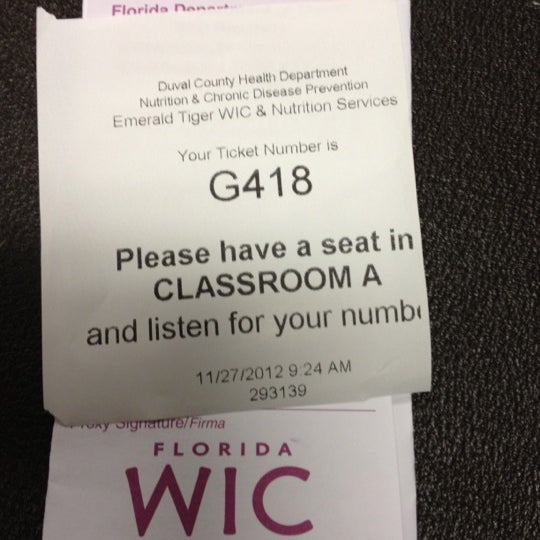 Florida
Duval County Health Department
Nutrition & Chronic Disease Prevention
Emerald Tiger WIC & Nutrition Services
Your Ticket Number is
G418
Please have a seat in
CLASSROOM A
and listen for your numb
11/27/2012 9:24 AM
293139
Signature/Firma
FLORIDA
WIC